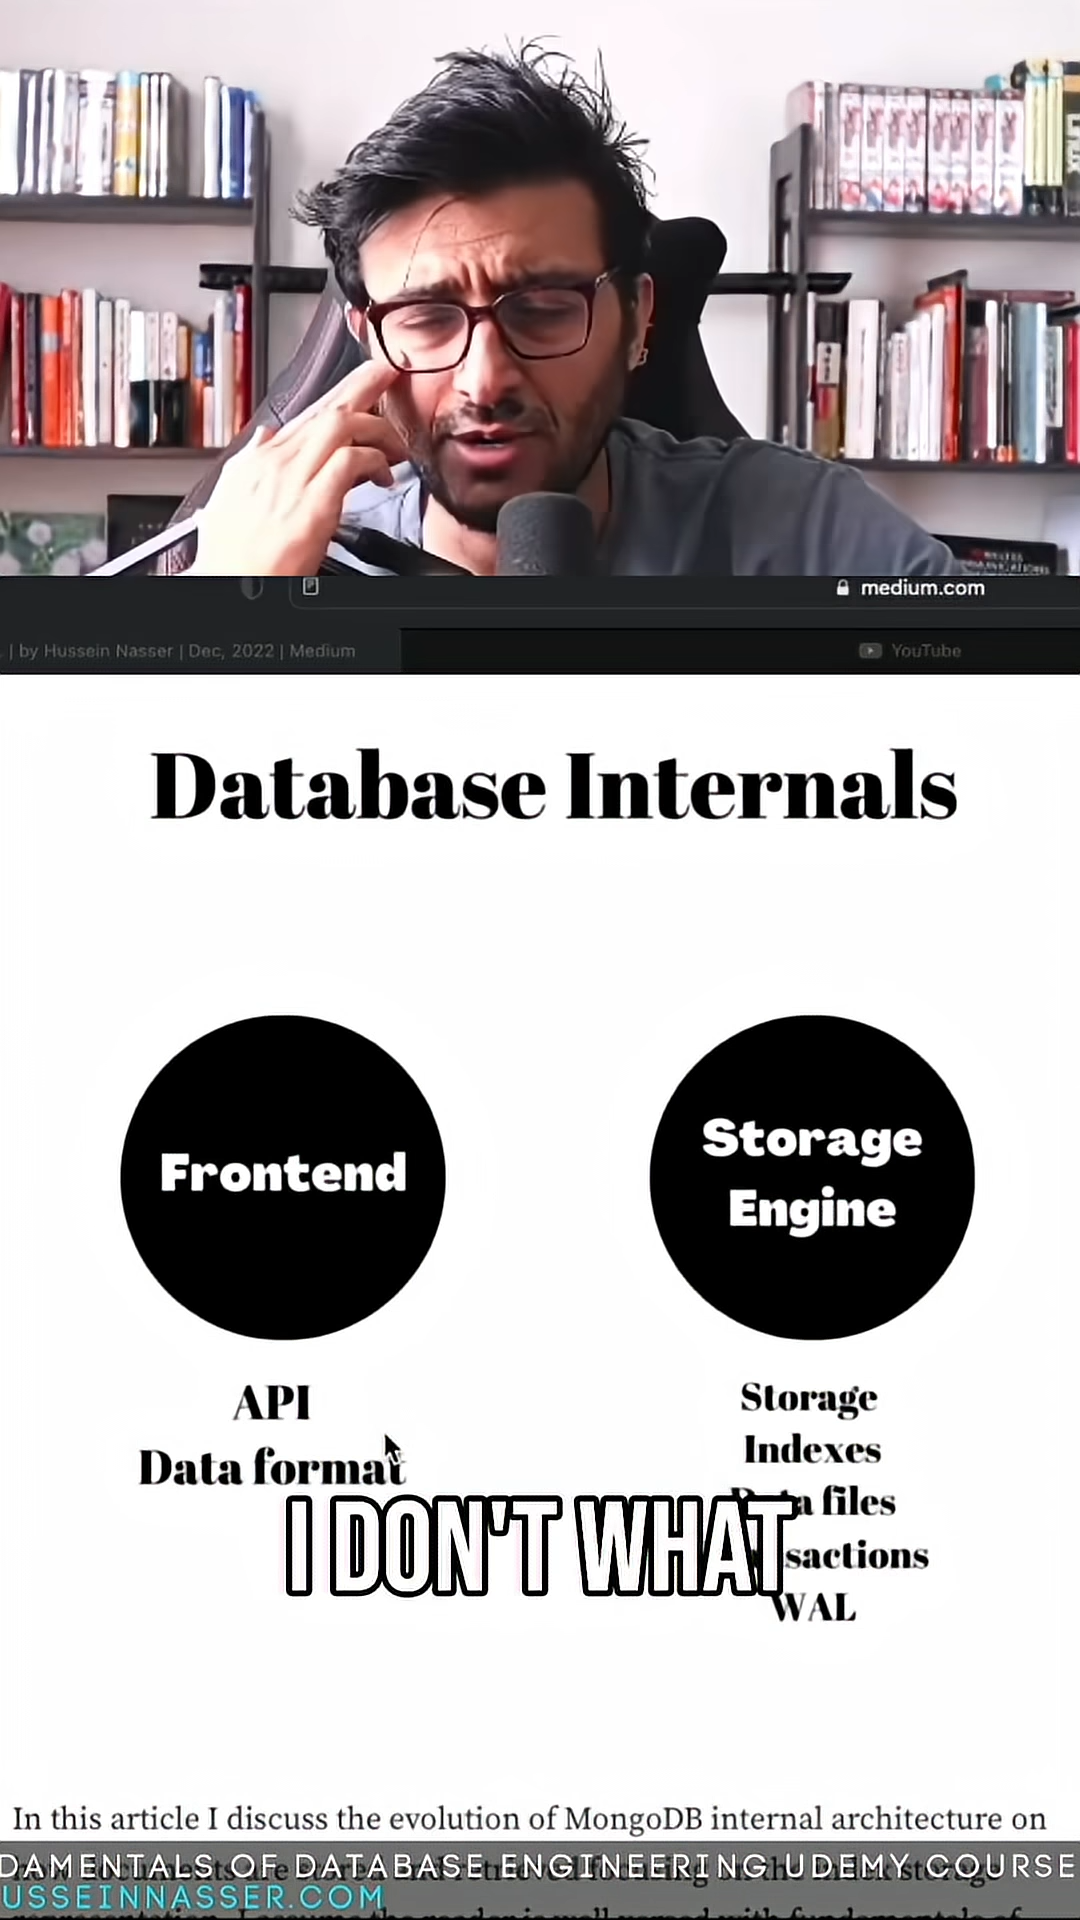 medium.com
| by Hussein Nasser | Dec, 2022 | Medium
YouTube
Database Internals
Frontend
Storage
Engine
API
Data format
Storage
Indexes
files
WAL
I DON'T WHAT
In this article I discuss the evolution of MongoDB internal architecture on
DAMENTALS OF DATABASE ENGINEERING UDEMY COURSE
USSEINNASSER.COM